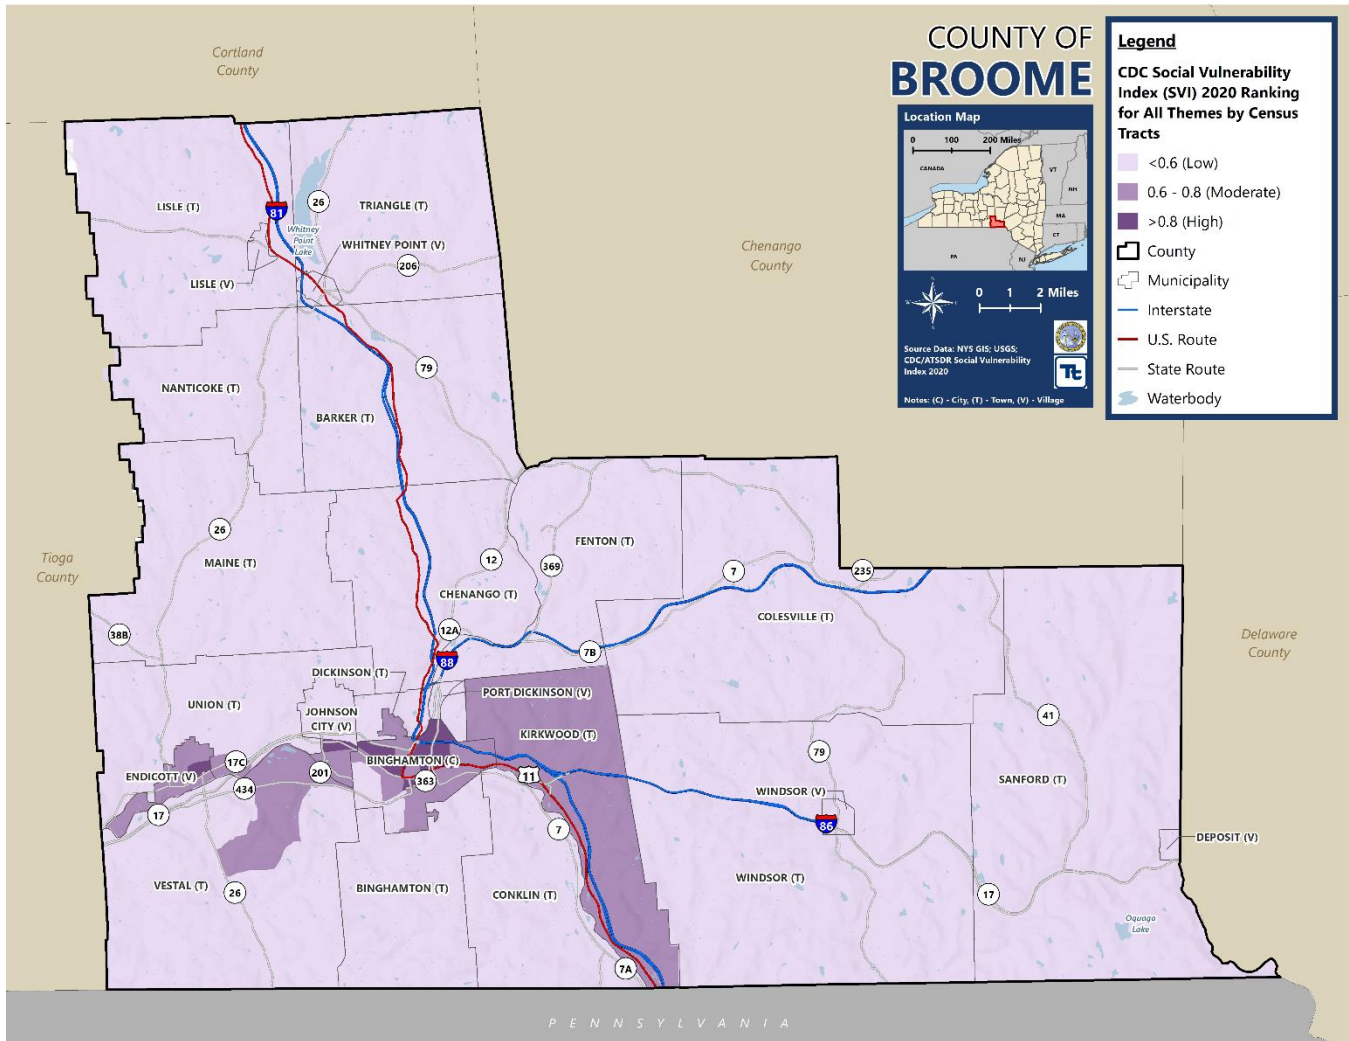 COUNTY OF
BROOME
Location Map
0 100 200 Miles
CANADA
VT
NH
MA
CT
PA
NJ
0 1 2 Miles
Source Data: NYS GIS; USGS;
CDC/ATSDR Social Vulnerability
Index 2020
Tt
Notes: (C) - City, (T) - Town, (V) - Village
Legend
CDC Social Vulnerability
Index (SVI) 2020 Ranking
for All Themes by Census
Tracts
<0.6 (Low)
0.6 - 0.8 (Moderate)
>0.8 (High)
County
Municipality
Interstate
U.S. Route
State Route
Waterbody
Cortland
County
Chenango
County
Tioga
County
Delaware
County
PENNSYLVANIA
LISLE (T)
81
26
TRIANGLE (T)
Whitney
Point
Lake
WHITNEY POINT (V)
206
LISLE (V)
79
NANTICOKE (T)
BARKER (T)
26
MAINE (T)
12
369
FENTON (T)
7
235
CHENANGO (T)
COLESVILLE (T)
38B
12A
88
7B
DICKINSON (T)
PORT DICKINSON (V)
UNION (T)
JOHNSON
CITY (V)
KIRKWOOD (T)
41
79
17C
BINGHAMTON (C)
ENDICOTT (V)
201
363
11
434
SANFORD (T)
WINDSOR (V)
17
7
86
DEPOSIT (V)
VESTAL (T)
26
BINGHAMTON (T)
CONKLIN (T)
WINDSOR (T)
17
Oquaga
Lake
7A